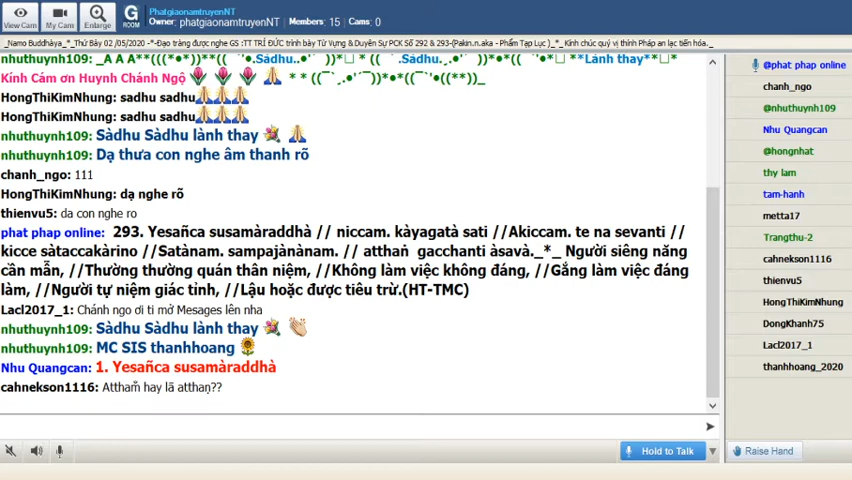 View Cam
My Cam
Enlarge
G
ROOM
PhatgiaonamtruyenNT
Owner: phatgiaonamtruyenNT Members: 15 Cams: 0
_Namo Buddhàya_*_Thứ Bảy 02 /05/2020 -*-Đạo tràng được nghe GS :TT TRÍ ĐỨC trình bày Từ Vựng & Duyên Sự PCK Số 292 & 293-(Pakin.n.aka - Phẩm Tạp Lục )_*_ Kính chúc quý vị thính Pháp an lạc tiến hóa._
nhuthuynh109: _A A A**(((*●*))**((¨`•.Sàdhu..•'´¨))*□ * ((¨`.Sàdhu.¸.•'´¨))*●**Lành thay**□*
Kính Cám ơn Huynh Chánh Ngộ 🌷 🌷 🌷 🙏 * * ((¯`¸.•'´¯))*●*((¯`'•((**))_
HongThiKimNhung: sadhu sadhu🙏🙏🙏
HongThiKimNhung: sadhu sadhu🙏🙏🙏
nhuthuynh109: Sàdhu Sàdhu lành thay 💐 🙏
nhuthuynh109: Dạ thưa con nghe âm thanh rõ
chanh_ngo: 111
HongThiKimNhung: dạ nghe rõ
thienvu5: da con nghe ro
phat phap online: 293. Yesañca susamàraddhà // niccam. kàyagatà sati //Akiccam. te na sevanti //
kicce sàtaccakàrino //Satànam. sampajànànam. // atthaṅ gacchanti àsavà._*_ Người siêng năng
cần mẫn, //Thường thường quán thân niệm, //Không làm việc không đáng, //Gắng làm việc đáng
làm, //Người tự niệm giác tỉnh, //Lậu hoặc được tiêu trừ.(HT-TMC)
Lacl2017_1: Chánh ngo ơi ti mở Mesages lên nha
nhuthuynh109: Sàdhu Sàdhu lành thay 💐 👏
nhuthuynh109: MC SIS thanhhoang 🌻
Nhu Quangcan: 1. Yesañca susamàraddhà
cahnekson1116: Atthaṁ hay lã atthaṇ??
@phat phap online
chanh_ngo
@nhuthuynh109
Nhu Quangcan
@hongnhat
thy lam
tam-hanh
metta17
Trangthu-2
cahnekson1116
thienvu5
HongThiKimNhung
DongKhanh75
Lacl2017_1
thanhhoang_2020
Hold to Talk
Raise Hand